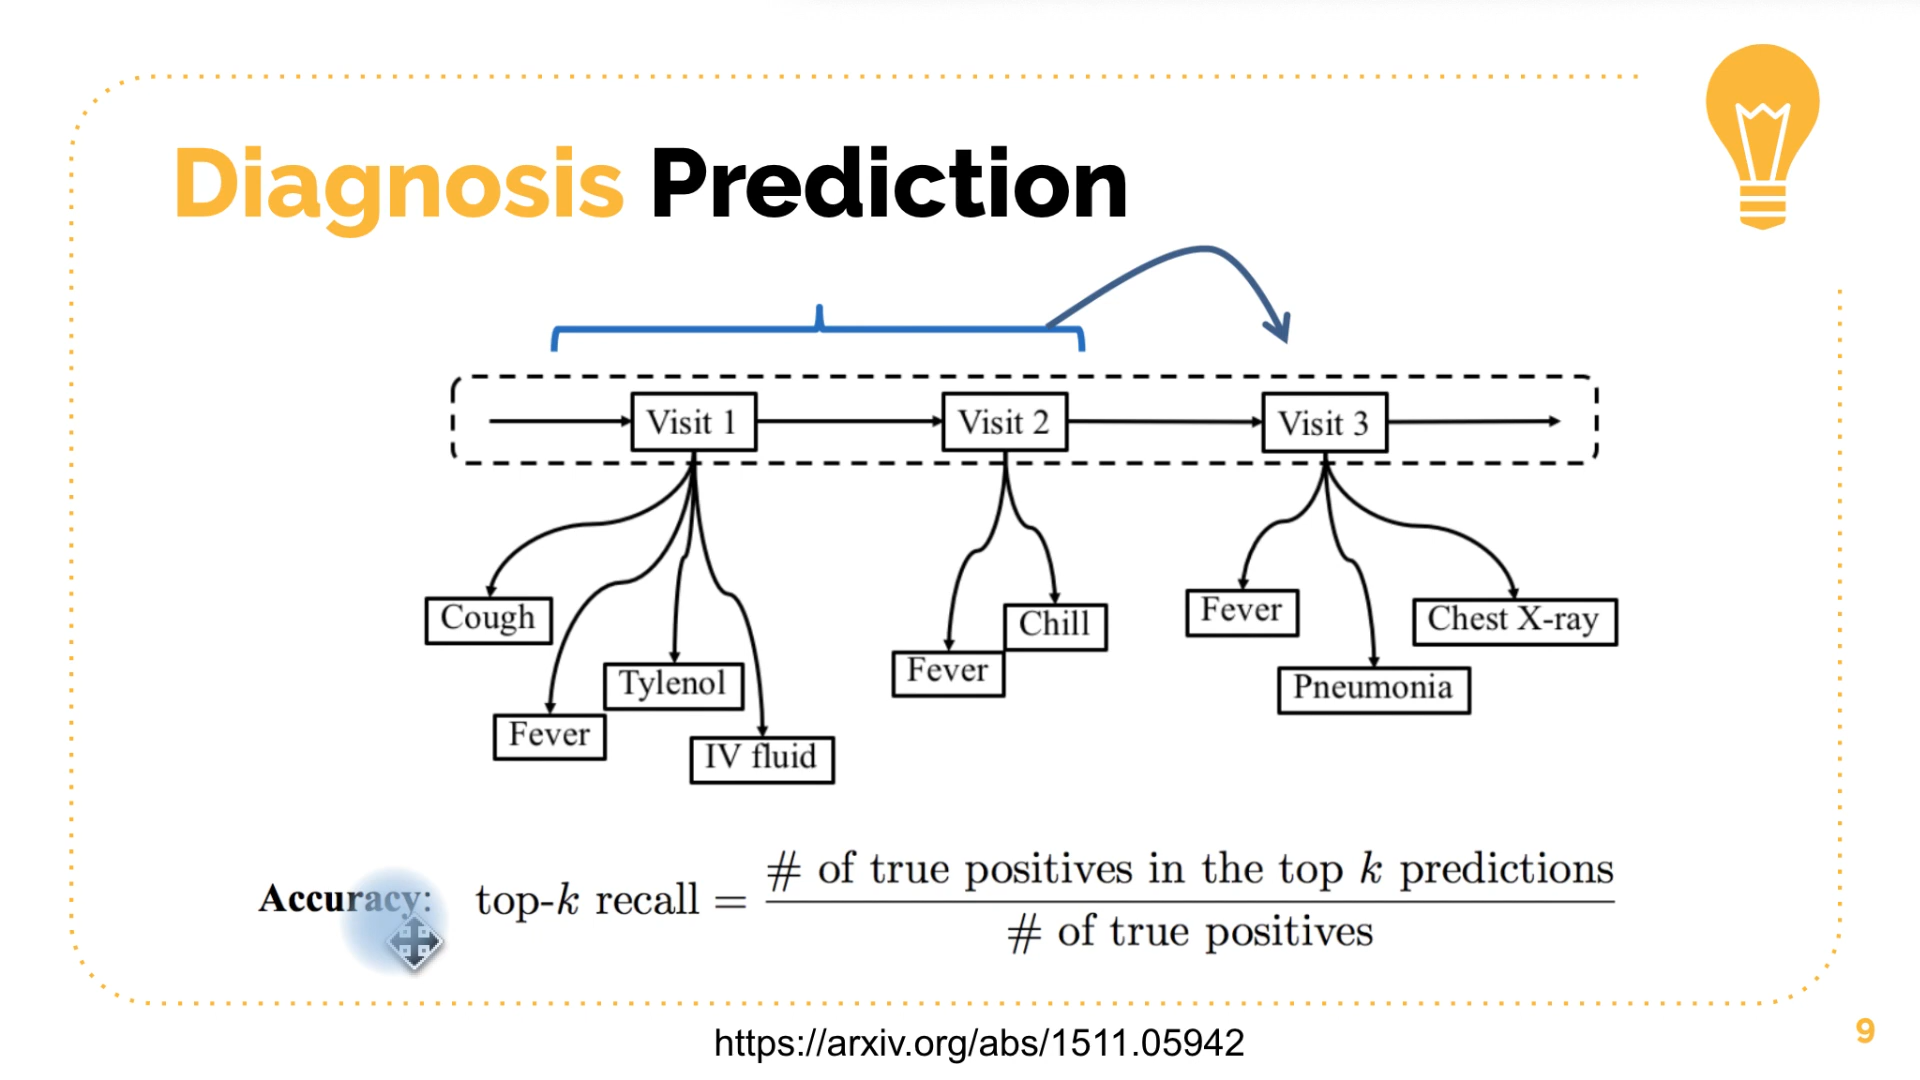 Diagnosis Prediction
Visit 1
Visit 2
Visit 3
Cough
Fever
Tylenol
IV fluid
Fever
Chill
Fever
Pneumonia
Chest X-ray
Accuracy: top-k recall = # of true positives in the top k predictions
# of true positives
https://arxiv.org/abs/1511.05942
9